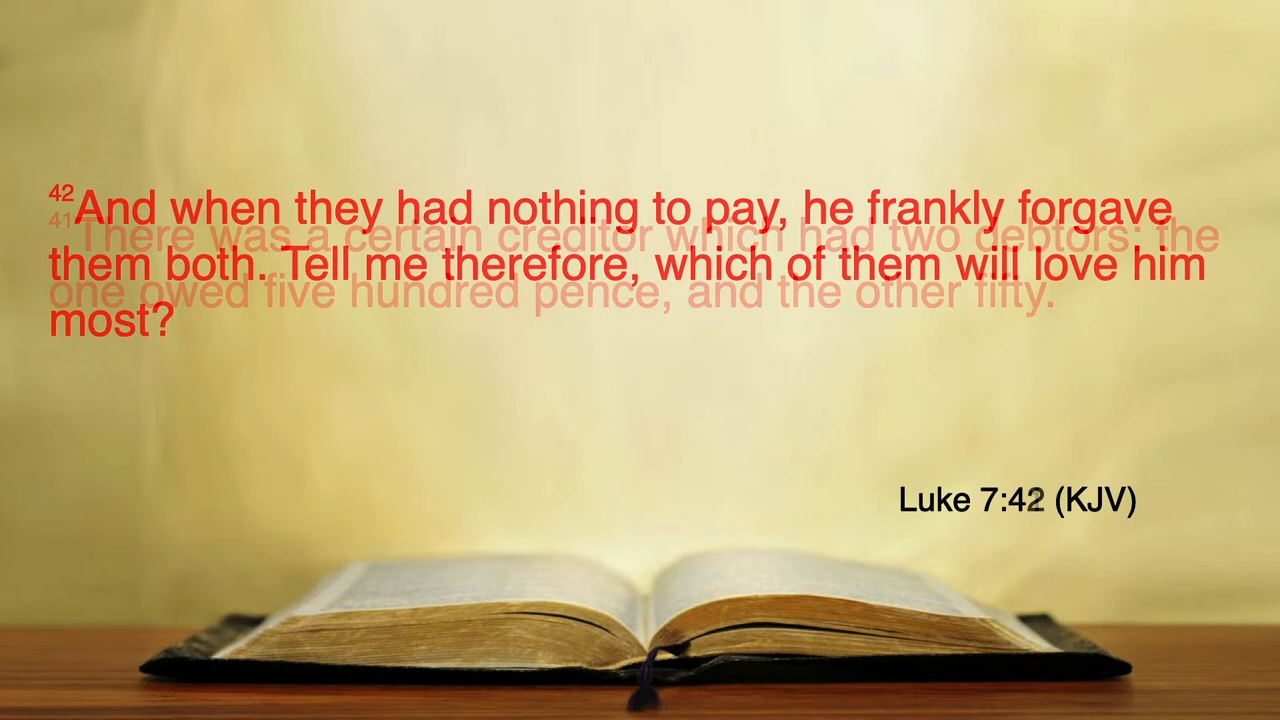 42And when they had nothing to pay, he frankly forgave
41There was a certain creditor which had two debtors: the
them both. Tell me therefore, which of them will love him
one owed five hundred pence, and the other fifty.
most?
Luke 7:42 (KJV)